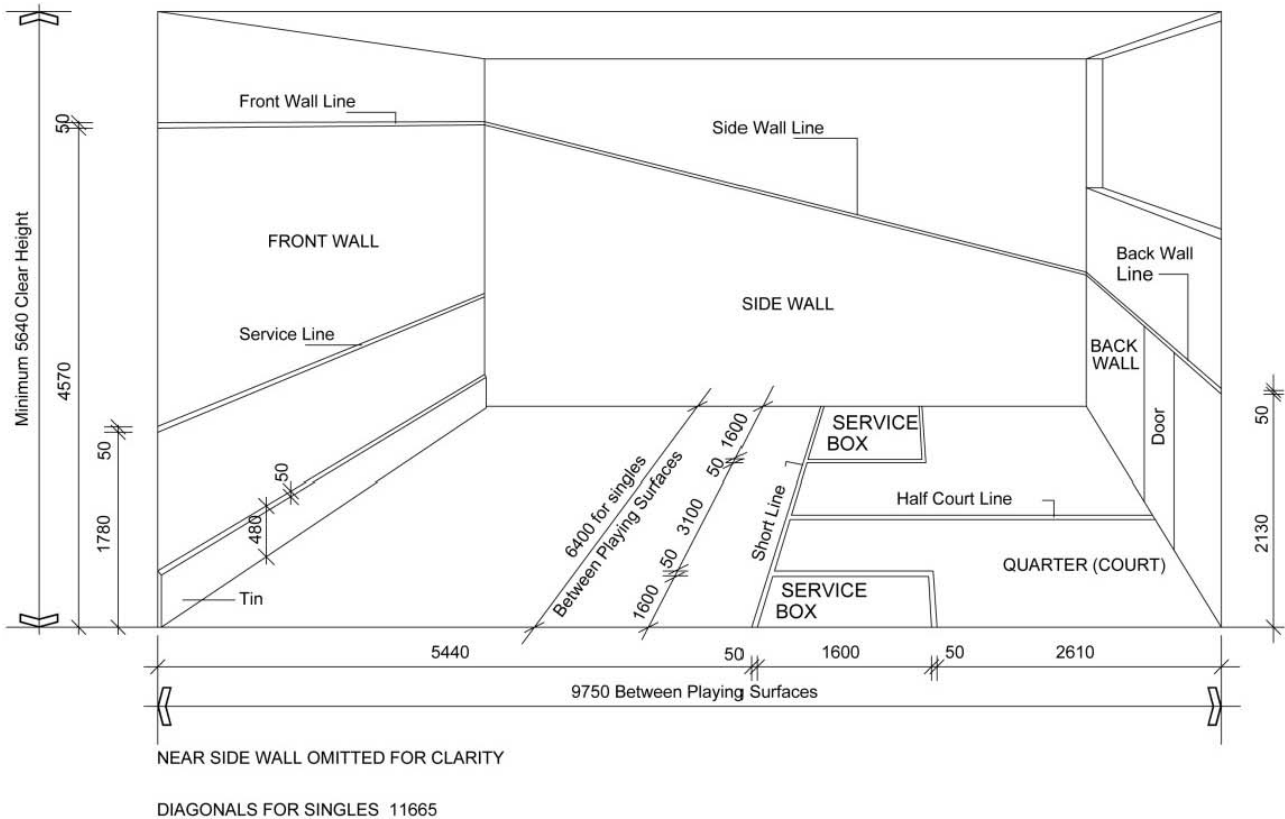 Front Wall Line
Side Wall Line
50
Minimum 5640 Clear Height
FRONT WALL
Back Wall
Line
SIDE WALL
Service Line
BACK
WALL
4570
50
50
1600
SERVICE
BOX
Door
50
480
1780
6400 for singles
Between Playing Surfaces
50
3100
Short Line
Half Court Line
2130
50
QUARTER (COURT)
Tin
1600
SERVICE
BOX
5440
50
1600
50
2610
9750 Between Playing Surfaces
NEAR SIDE WALL OMITTED FOR CLARITY
DIAGONALS FOR SINGLES 11665